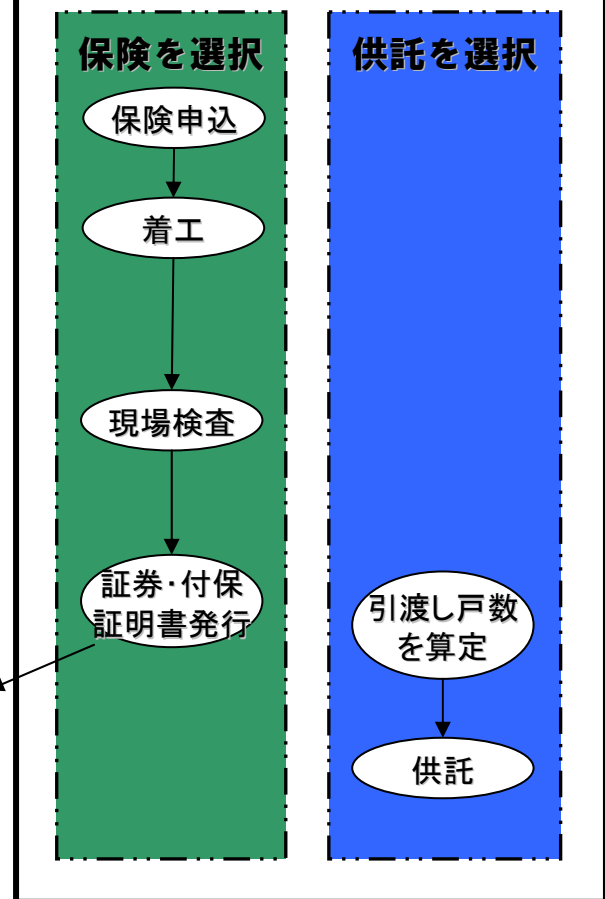 保険を選択
保険申込
着工
現場検査
証券・付保
証明書発行
供託を選択
引渡し戸数
を算定
供託